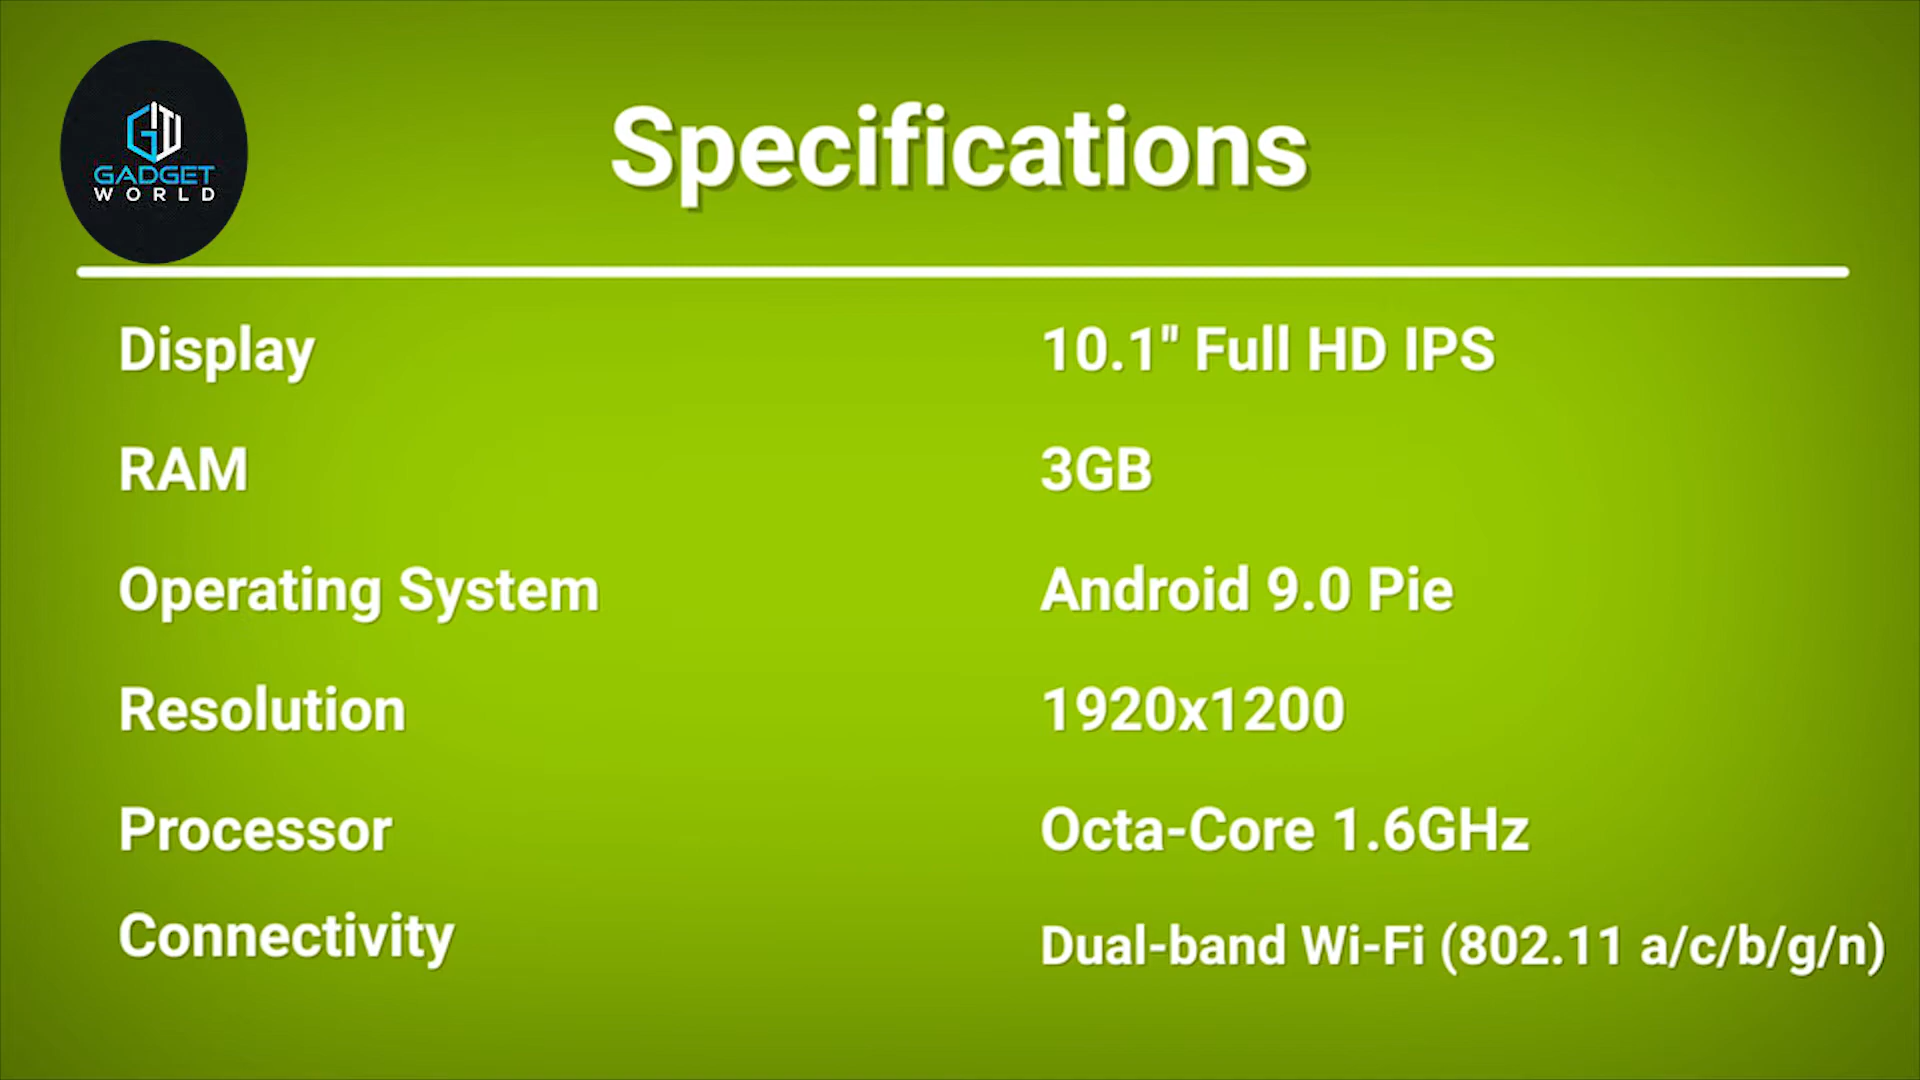 GADGET
WORLD
Specifications
Display 10.1" Full HD IPS
RAM 3GB
Operating System Android 9.0 Pie
Resolution 1920x1200
Processor Octa-Core 1.6GHz
Connectivity Dual-band Wi-Fi (802.11 a/c/b/g/n)